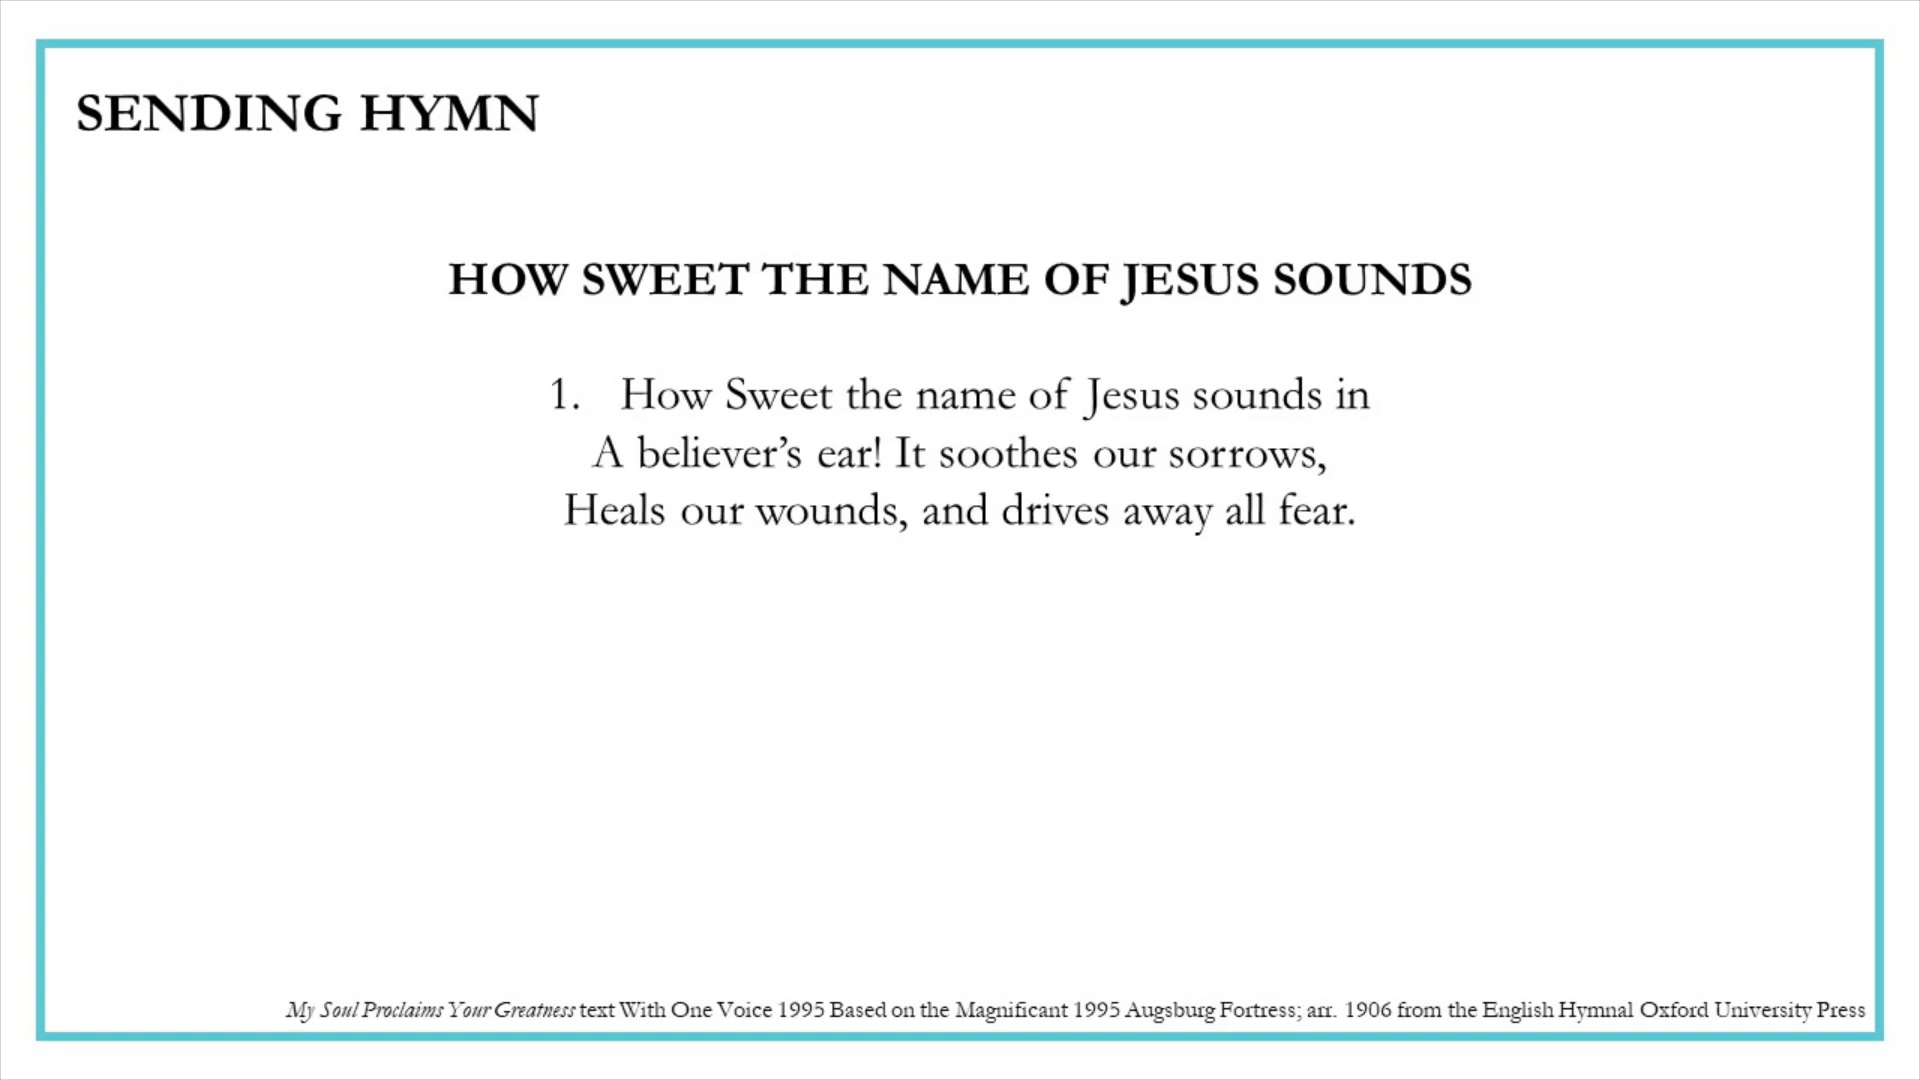 SENDING HYMN
HOW SWEET THE NAME OF JESUS SOUNDS
1. How Sweet the name of Jesus sounds in
A believer’s ear! It soothes our sorrows,
Heals our wounds, and drives away all fear.
My Soul Proclaims Your Greatness text With One Voice 1995 Based on the Magnificant 1995 Augsburg Fortress; arr. 1906 from the English Hymnal Oxford University Press